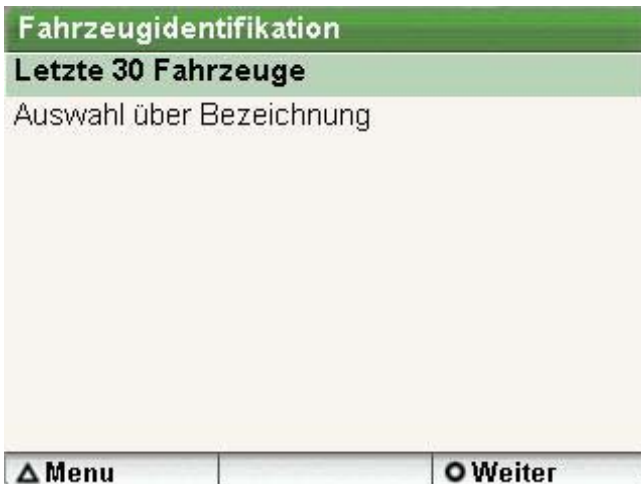 Fahrzeugidentifikation
Letzte 30 Fahrzeuge
Auswahl über Bezeichnung
Menu
Weiter